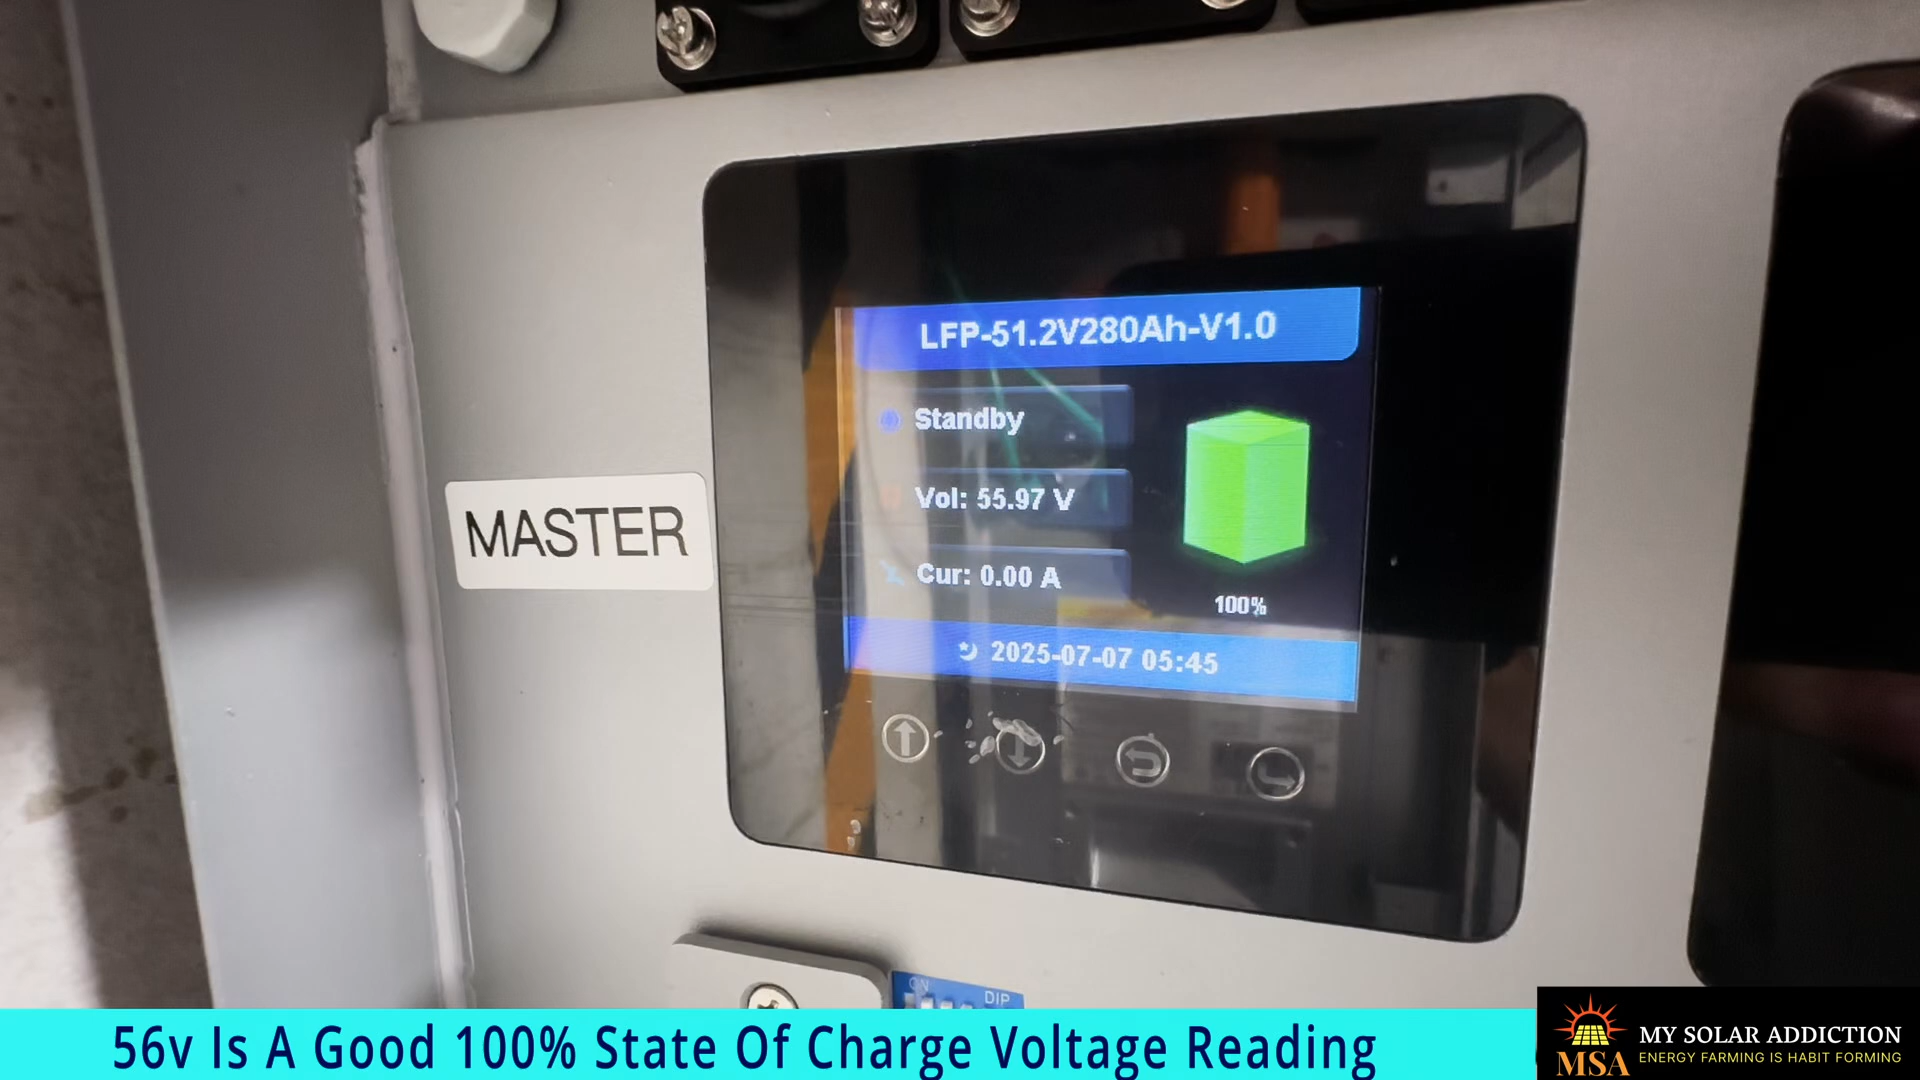 LFP-51.2V280Ah-V1.0
Standby
Vol: 55.97 V
Cur: 0.00 A
100%
2025-07-07 05:45
MASTER
ON
DIP
56v Is A Good 100% State Of Charge Voltage Reading
MSA
MY SOLAR ADDICTION
ENERGY FARMING IS HABIT FORMING